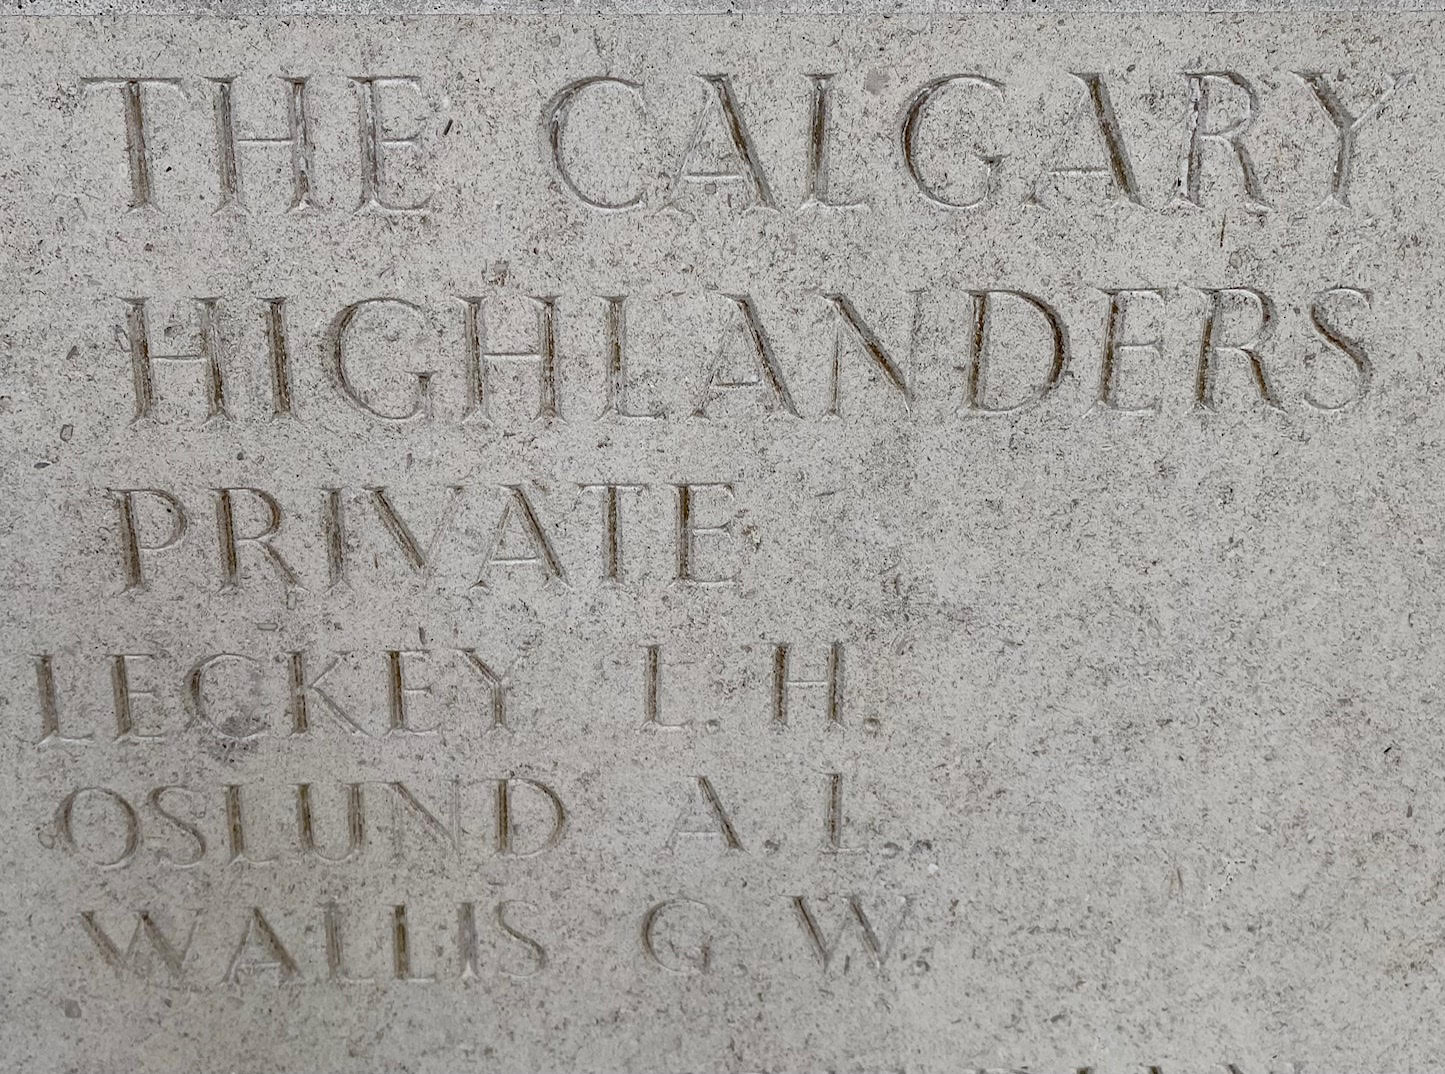 THE CALGARY
HIGHLANDERS
PRIVATE
LECKEY L.H.
OSLUND A.L.
WALLIS G.W.